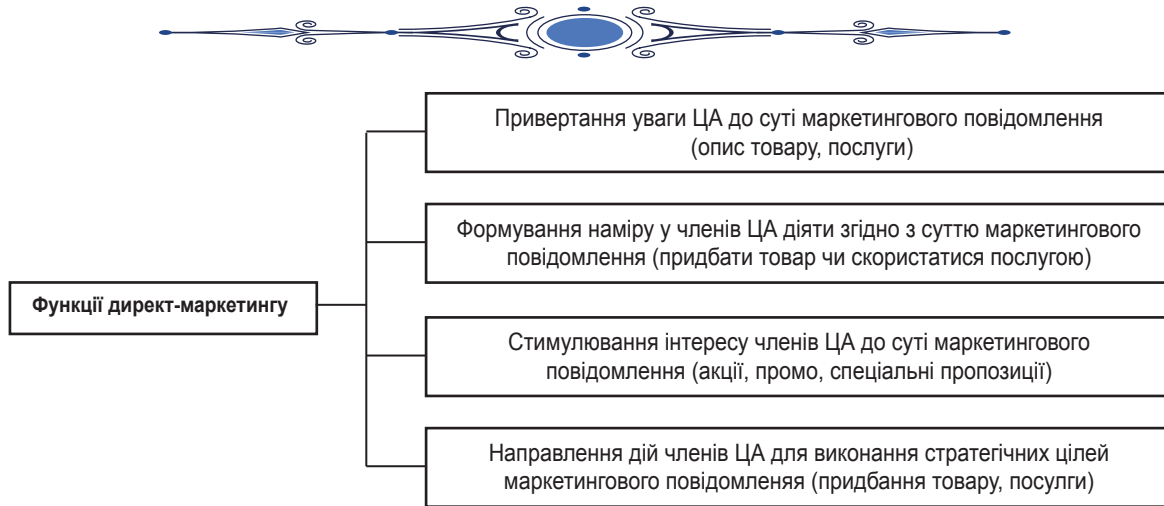 Привертання уваги ЦА до суті маркетингового повідомлення
(опис товару, послуги)
Формування наміру у членів ЦА діяти згідно з суттю маркетингового
повідомлення (придбати товар чи скористатися послугою)
Функції директ-маркетингу
Стимулювання інтересу членів ЦА до суті маркетингового
повідомлення (акції, промо, спеціальні пропозиції)
Направлення дій членів ЦА для виконання стратегічних цілей
маркетингового повідомленяя (придбання товару, посулги)